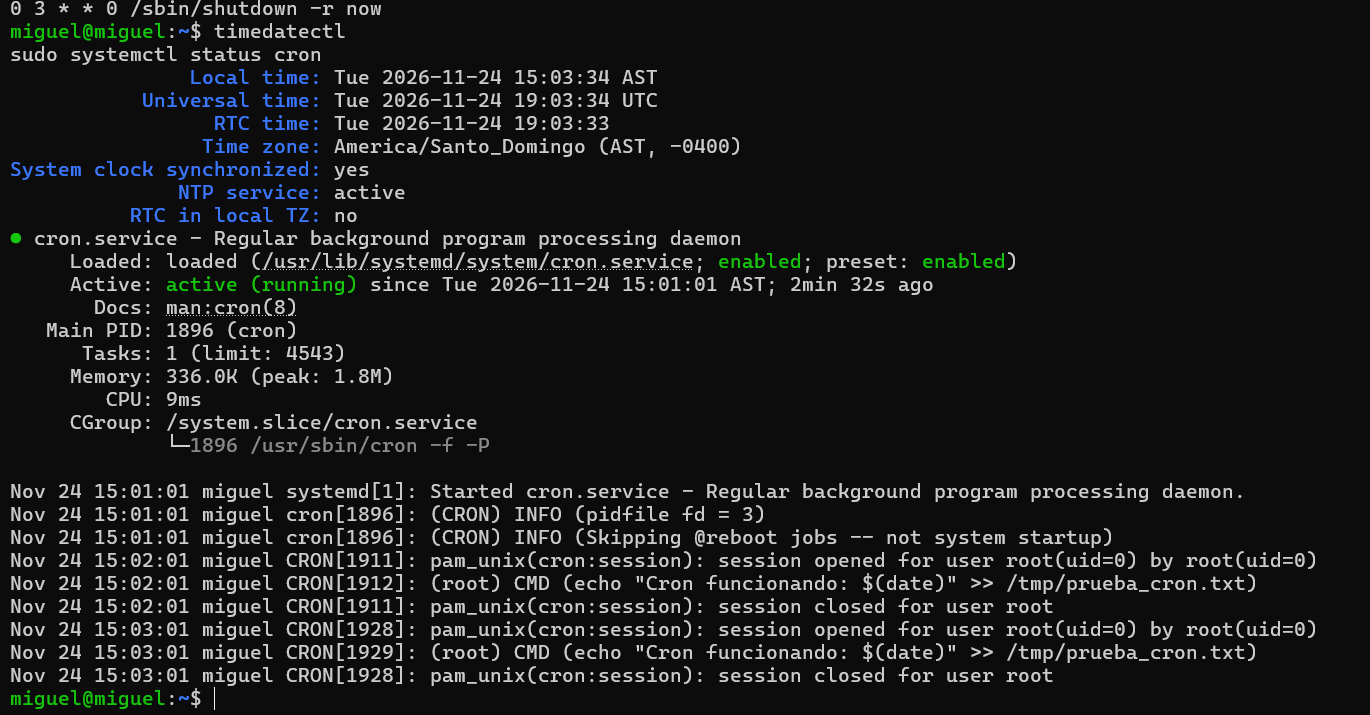 0 3 * * 0 /sbin/shutdown -r now
miguel@miguel:~$ timedatectl
sudo systemctl status cron
Local time: Tue 2026-11-24 15:03:34 AST
Universal time: Tue 2026-11-24 19:03:34 UTC
RTC time: Tue 2026-11-24 19:03:33
Time zone: America/Santo_Domingo (AST, -0400)
System clock synchronized: yes
NTP service: active
RTC in local TZ: no
● cron.service - Regular background program processing daemon
Loaded: loaded (/usr/lib/systemd/system/cron.service; enabled; preset: enabled)
Active: active (running) since Tue 2026-11-24 15:01:01 AST; 2min 32s ago
Docs: man:cron(8)
Main PID: 1896 (cron)
Tasks: 1 (limit: 4543)
Memory: 336.0K (peak: 1.8M)
CPU: 9ms
CGroup: /system.slice/cron.service
└─1896 /usr/sbin/cron -f -P
Nov 24 15:01:01 miguel systemd[1]: Started cron.service - Regular background program processing daemon.
Nov 24 15:01:01 miguel cron[1896]: (CRON) INFO (pidfile fd = 3)
Nov 24 15:01:01 miguel cron[1896]: (CRON) INFO (Skipping @reboot jobs -- not system startup)
Nov 24 15:02:01 miguel CRON[1911]: pam_unix(cron:session): session opened for user root(uid=0) by root(uid=0)
Nov 24 15:02:01 miguel CRON[1912]: (root) CMD (echo "Cron funcionando: $(date)" >> /tmp/prueba_cron.txt)
Nov 24 15:02:01 miguel CRON[1911]: pam_unix(cron:session): session closed for user root
Nov 24 15:03:01 miguel CRON[1928]: pam_unix(cron:session): session opened for user root(uid=0) by root(uid=0)
Nov 24 15:03:01 miguel CRON[1929]: (root) CMD (echo "Cron funcionando: $(date)" >> /tmp/prueba_cron.txt)
Nov 24 15:03:01 miguel CRON[1928]: pam_unix(cron:session): session closed for user root
miguel@miguel:~$